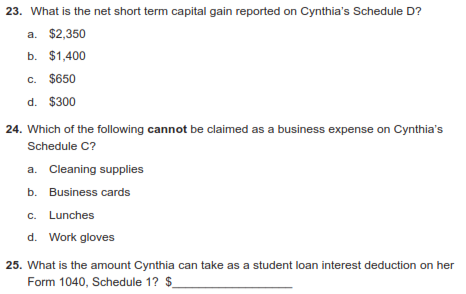 23. What is the net short term capital gain reported on Cynthia's Schedule D?
a. $2,350
b. $1,400
c. $650
d. $300
24. Which of the following cannot be claimed as a business expense on Cynthia's
Schedule C?
a. Cleaning supplies
b. Business cards
c. Lunches
d. Work gloves
25. What is the amount Cynthia can take as a student loan interest deduction on her
Form 1040, Schedule 1? $____________________